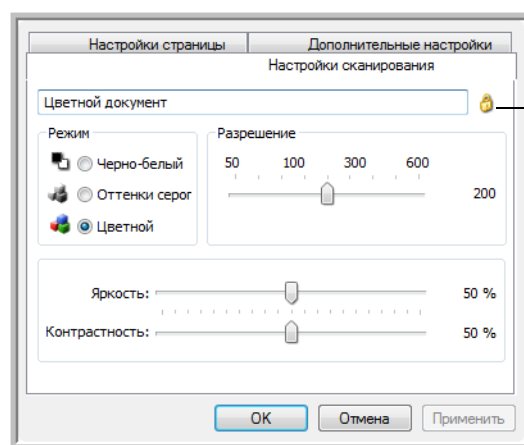 Настройки страницы
Дополнительные настройки
Настройки сканирования
Цветной документ
Режим
Разрешение
Черно-белый
50 100 300 600
Оттенки серог
200
Цветной
Яркость: 50 %
Контрастность: 50 %
OK
Отмена
Применить